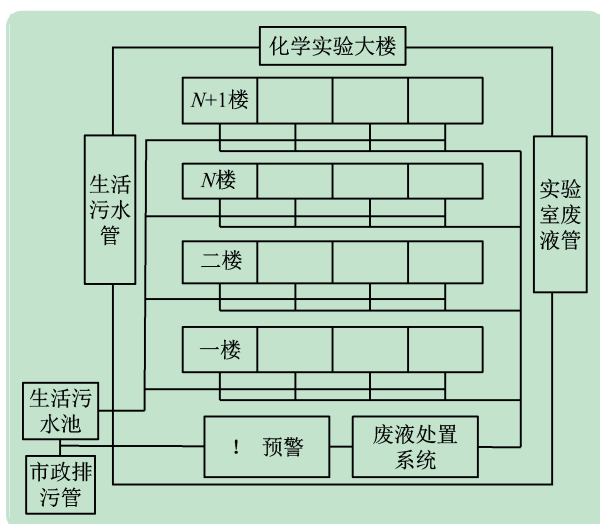 化学实验大楼
N+1楼
生活
污水
管
N楼
实验
室废
液管
二楼
一楼
生活污
水池
! 预警
废液处置
系统
市政排
污管